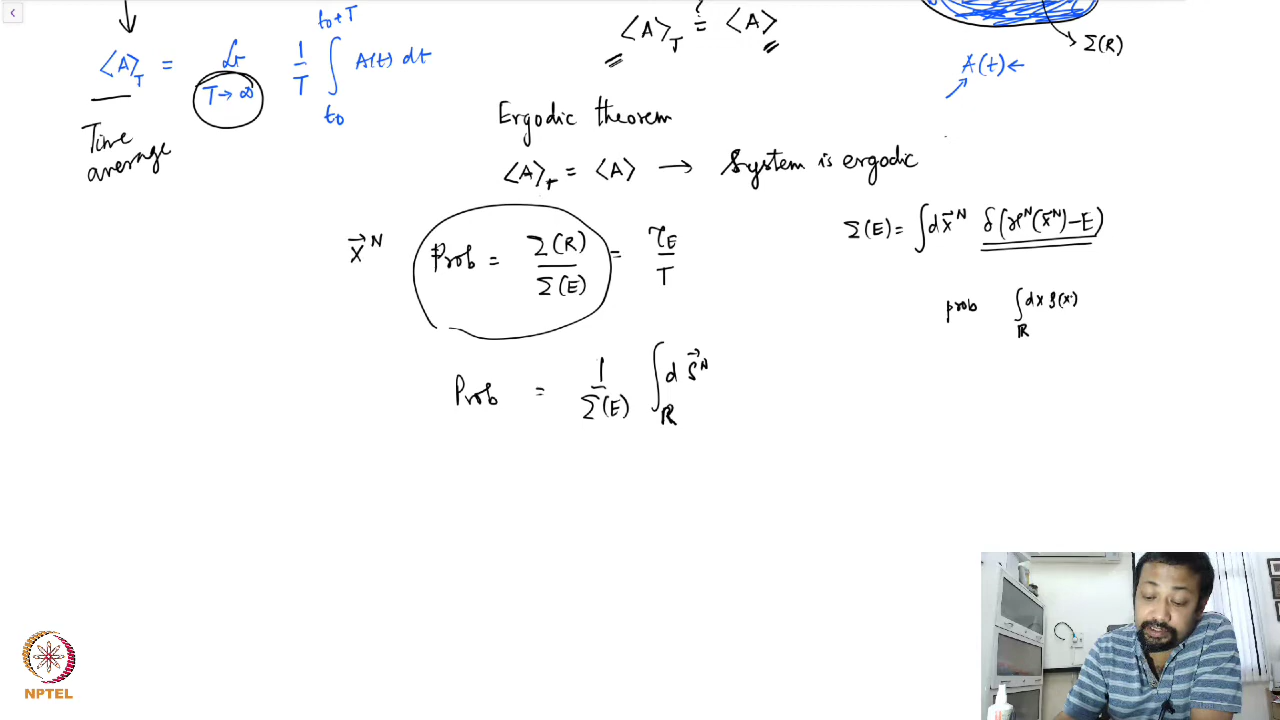 ⟨A⟩_T ?= ⟨A⟩
Σ(R)
⟨A⟩_T = Lt T→∞ 1/T ∫_{t0}^{t0+T} A(t) dt
A(t) ←
Time
average
Ergodic theorem
⟨A⟩_T = ⟨A⟩ → System is ergodic
Σ(E) = ∫ d x⃗^N δ(ℋ^N(x⃗^N) − E)
x⃗^N
Prob = Σ(R)/Σ(E) = τ_E/T
prob ∫_R dx ρ(x)
Prob = 1/Σ(E) ∫_R d ρ⃗^N
NPTEL